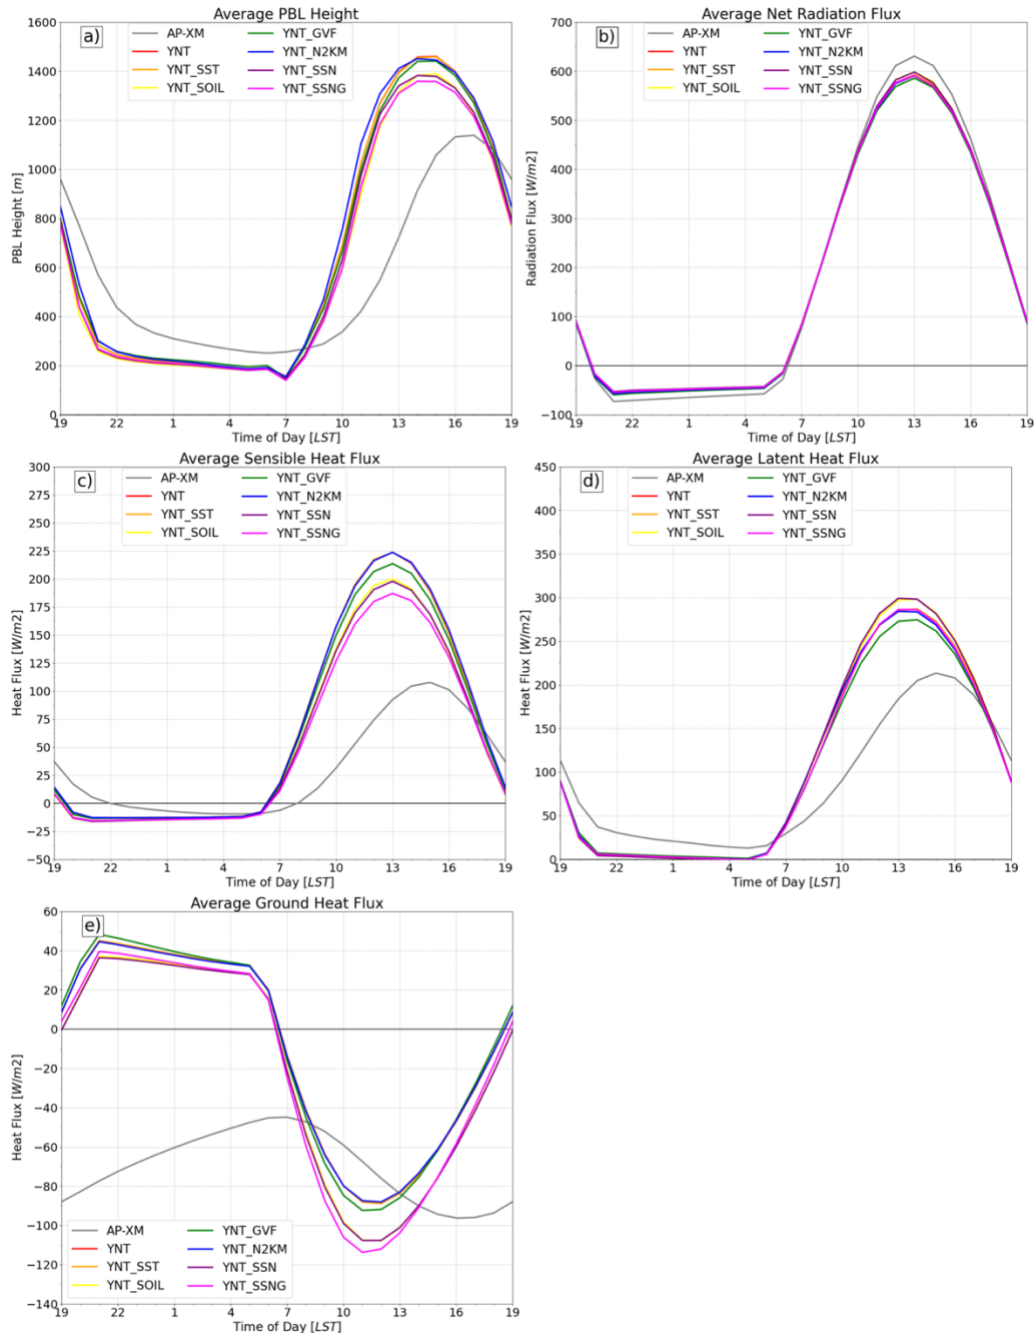 Average PBL Height
a)
AP-XM
YNT
YNT_SST
YNT_SOIL
YNT_GVF
YNT_N2KM
YNT_SSN
YNT_SSNG
PBL Height [m]
1600
1400
1200
1000
800
600
400
200
0
19 22 1 4 7 10 13 16 19
Time of Day [LST]
Average Net Radiation Flux
b)
AP-XM
YNT
YNT_SST
YNT_SOIL
YNT_GVF
YNT_N2KM
YNT_SSN
YNT_SSNG
Radiation Flux [W/m2]
700
600
500
400
300
200
100
0
−100
19 22 1 4 7 10 13 16 19
Time of Day [LST]
Average Sensible Heat Flux
c)
AP-XM
YNT
YNT_SST
YNT_SOIL
YNT_GVF
YNT_N2KM
YNT_SSN
YNT_SSNG
Heat Flux [W/m2]
300
275
250
225
200
175
150
125
100
75
50
25
0
−25
−50
19 22 1 4 7 10 13 16 19
Time of Day [LST]
Average Latent Heat Flux
d)
AP-XM
YNT
YNT_SST
YNT_SOIL
YNT_GVF
YNT_N2KM
YNT_SSN
YNT_SSNG
Heat Flux [W/m2]
450
400
350
300
250
200
150
100
50
0
19 22 1 4 7 10 13 16 19
Time of Day [LST]
Average Ground Heat Flux
e)
Heat Flux [W/m2]
60
40
20
0
−20
−40
−60
−80
−100
−120
−140
AP-XM
YNT
YNT_SST
YNT_SOIL
YNT_GVF
YNT_N2KM
YNT_SSN
YNT_SSNG
19 22 1 4 7 10 13 16 19
Time of Day [LST]